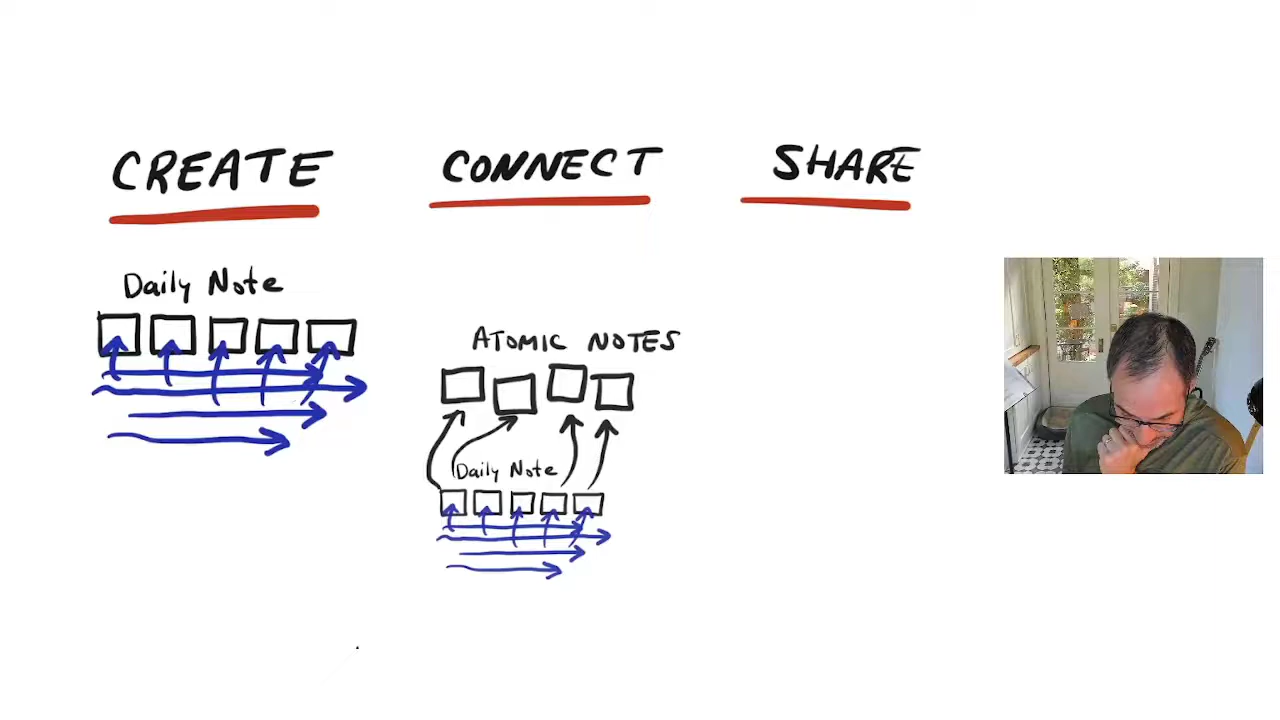 CREATE
CONNECT
SHARE
Daily Note
ATOMIC NOTES
Daily Note